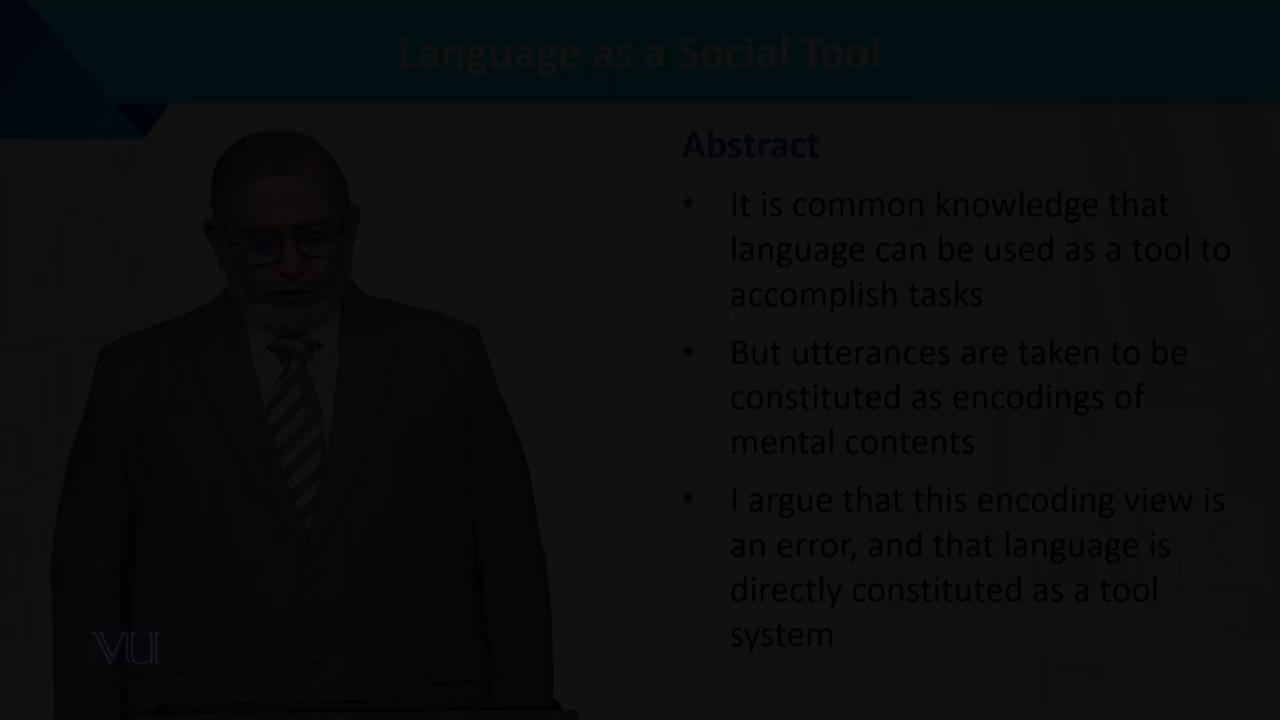 Language as a Social Tool
Abstract
• It is common knowledge that
language can be used as a tool to
accomplish tasks
• But utterances are taken to be
constituted as encodings of
mental contents
• I argue that this encoding view is
an error, and that language is
directly constituted as a tool
system
VU